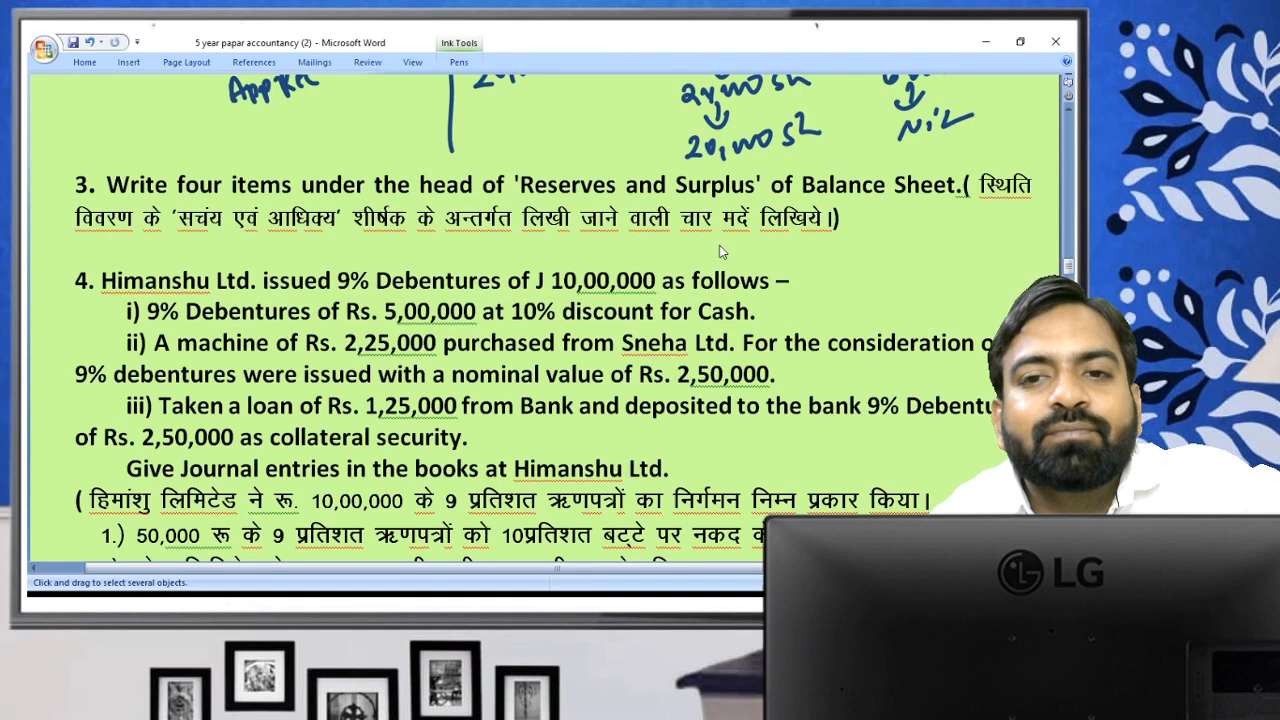 5 year papar accountancy (2) - Microsoft Word
Ink Tools
Home Insert Page Layout References Mailings Review View Pens
3. Write four items under the head of 'Reserves and Surplus' of Balance Sheet.( स्थिति
विवरण के 'सचंय एवं आधिक्य' शीर्षक के अन्तर्गत लिखी जाने वाली चार मदें लिखिये।)
4. Himanshu Ltd. issued 9% Debentures of J 10,00,000 as follows –
i) 9% Debentures of Rs. 5,00,000 at 10% discount for Cash.
ii) A machine of Rs. 2,25,000 purchased from Sneha Ltd. For the consideration
9% debentures were issued with a nominal value of Rs. 2,50,000.
iii) Taken a loan of Rs. 1,25,000 from Bank and deposited to the bank 9% Debentu
of Rs. 2,50,000 as collateral security.
Give Journal entries in the books at Himanshu Ltd.
( हिमांशु लिमिटेड ने रू. 10,00,000 के 9 प्रतिशत ऋणपत्रों का निर्गमन निम्न प्रकार किया।
1.) 50,000 रू के 9 प्रतिशत ऋणपत्रों को 10प्रतिशत बट्टे पर नकद
Click and drag to select several objects.
LG